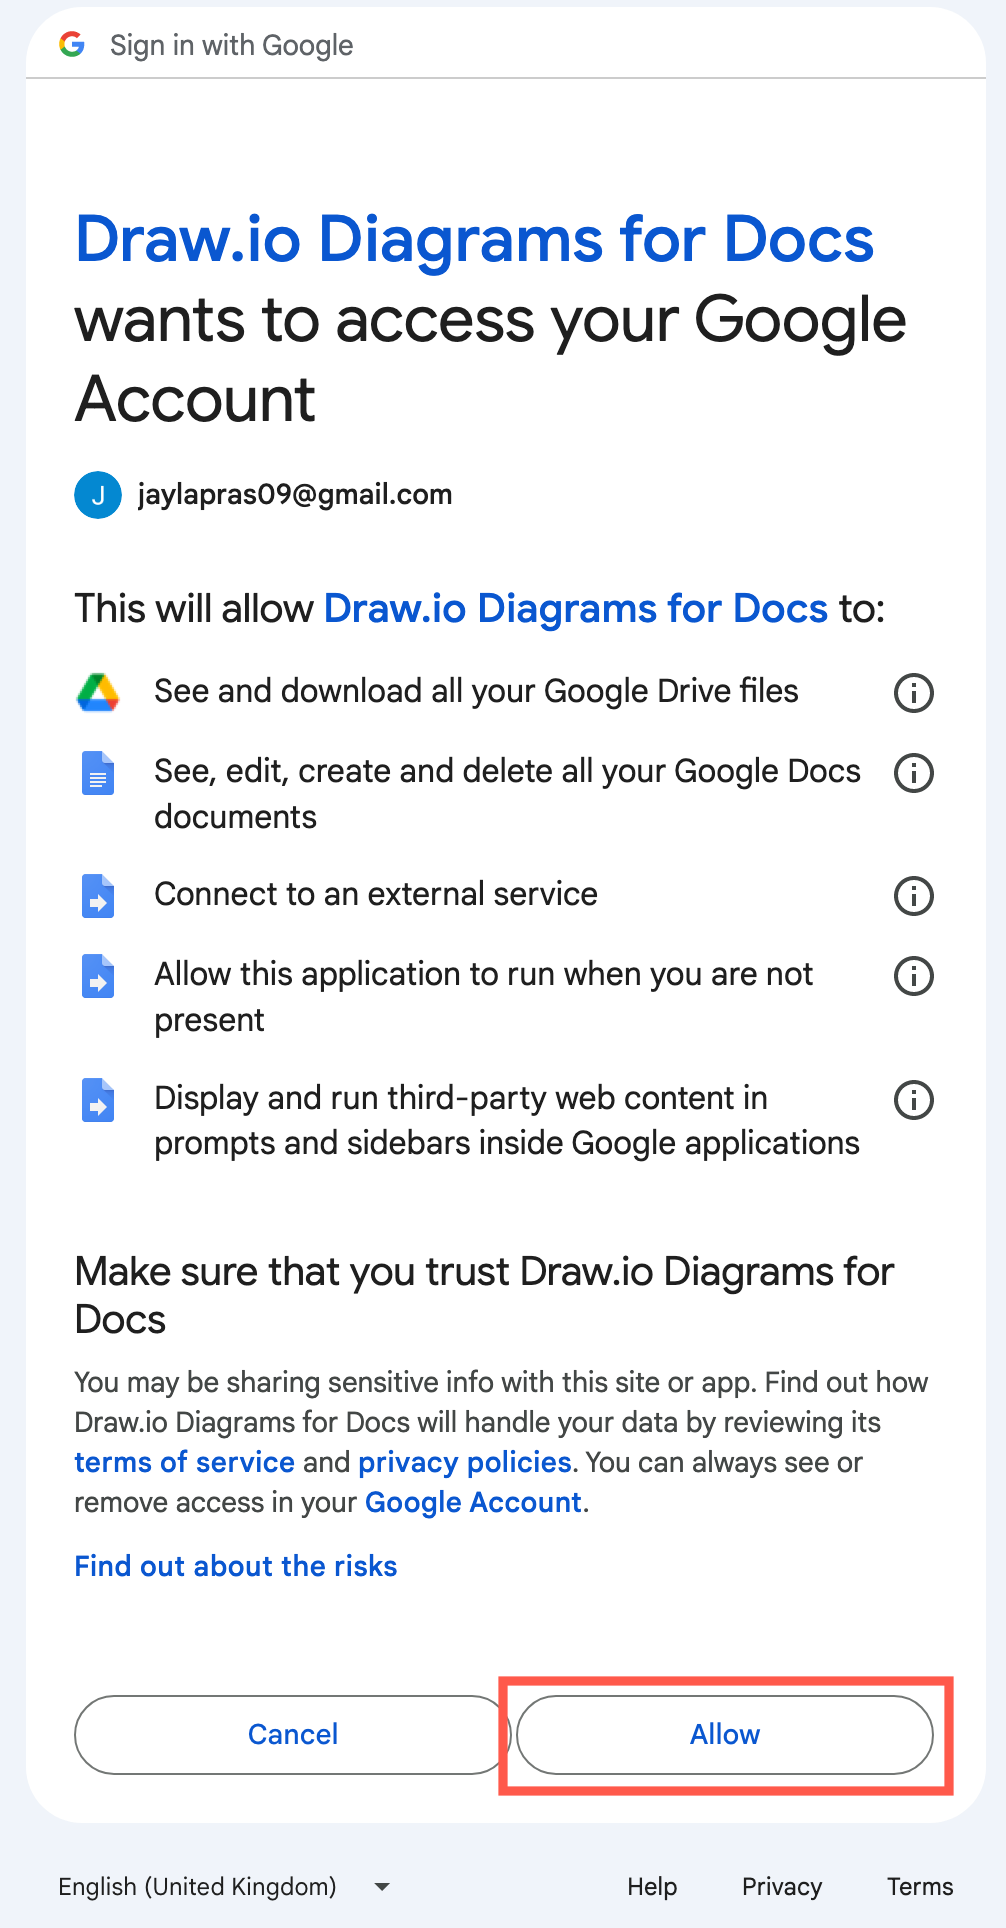 Sign in with Google
Draw.io Diagrams for Docs
wants to access your Google
Account
J
jaylapras09@gmail.com
This will allow Draw.io Diagrams for Docs to:
See and download all your Google Drive files
See, edit, create and delete all your Google Docs
documents
Connect to an external service
Allow this application to run when you are not
present
Display and run third-party web content in
prompts and sidebars inside Google applications
Make sure that you trust Draw.io Diagrams for
Docs
You may be sharing sensitive info with this site or app. Find out how
Draw.io Diagrams for Docs will handle your data by reviewing its
terms of service and privacy policies. You can always see or
remove access in your Google Account.
Find out about the risks
Cancel
Allow
English (United Kingdom)
Help
Privacy
Terms